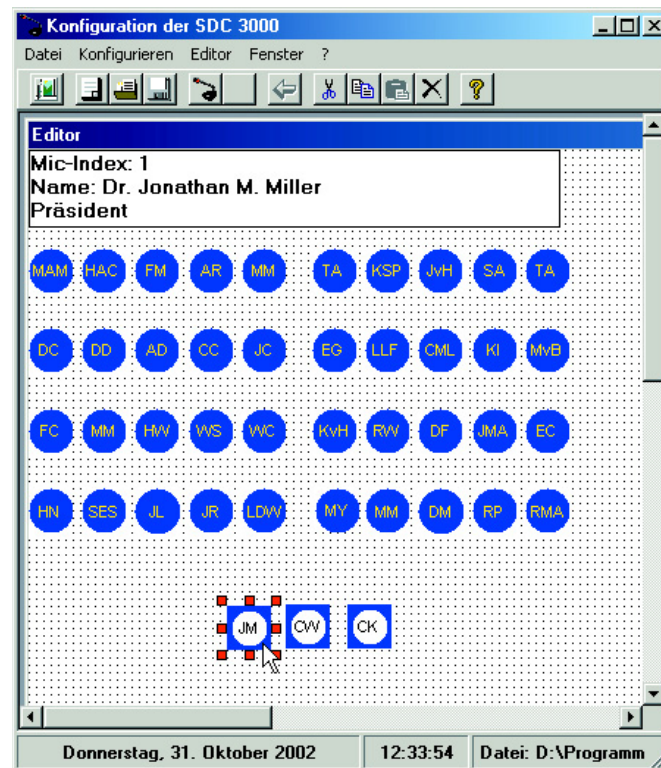 Konfiguration der SDC 3000
Datei Konfigurieren Editor Fenster ?
Editor
Mic-Index: 1
Name: Dr. Jonathan M. Miller
Präsident
MAM HAC FM AR MM TA KSP JvH SA TA
DC DD AD CC JC EG LLF CML KI MvB
FC MM HW WS WC KvH RW DF JMA EC
HN SES JL JR LDW MY MM DM RP RMA
JM CW CK
Donnerstag, 31. Oktober 2002 12:33:54 Datei: D:\Programm